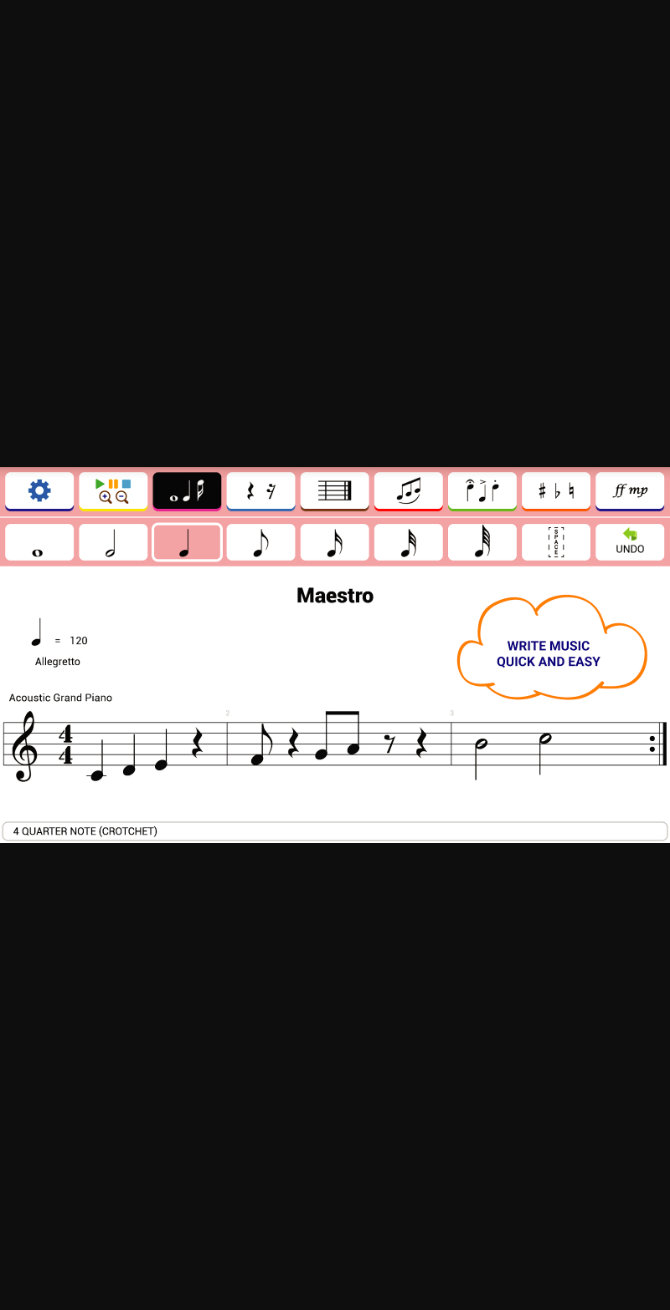 ff mp
SPACE
UNDO
Maestro
= 120
Allegretto
WRITE MUSIC
QUICK AND EASY
Acoustic Grand Piano
2
3
4
4
4 QUARTER NOTE (CROTCHET)